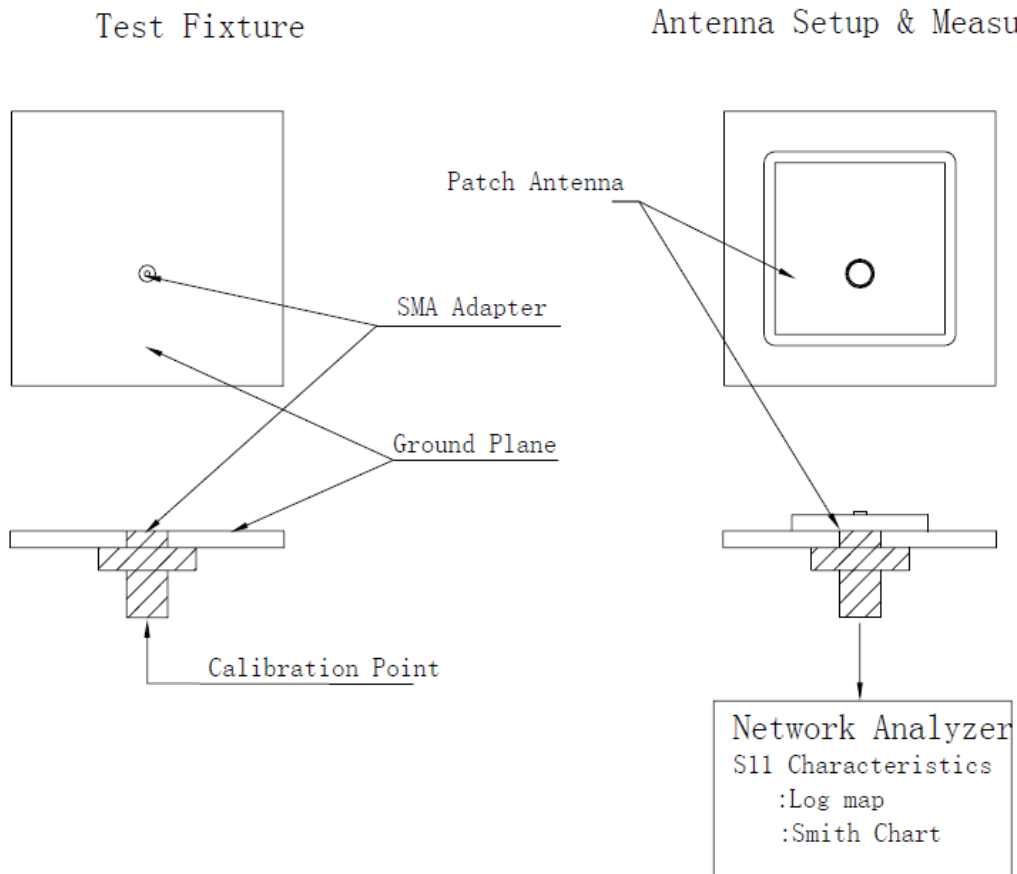 Test Fixture
Antenna Setup & Measu
Patch Antenna
SMA Adapter
Ground Plane
Calibration Point
Network Analyzer
S11 Characteristics
:Log map
:Smith Chart